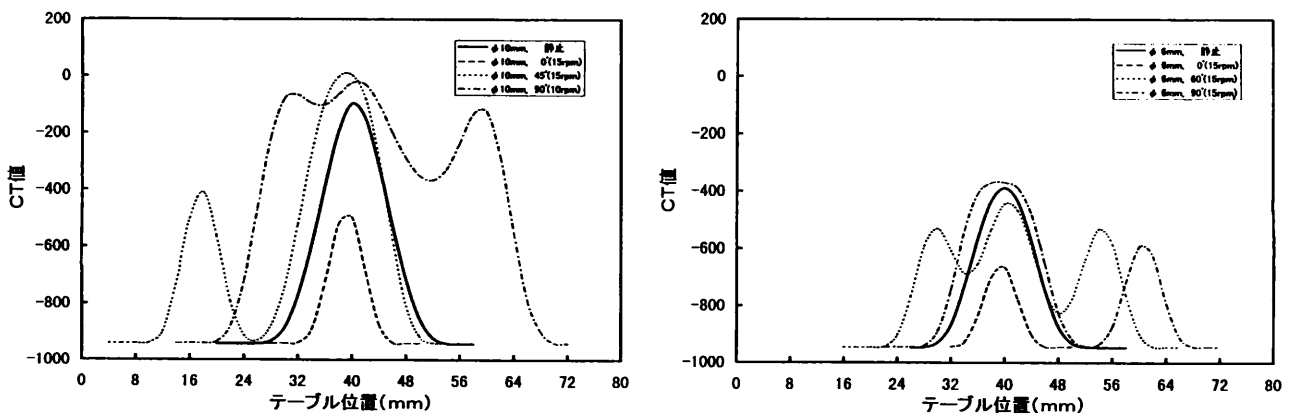 200
0
-200
-400
-600
-800
-1000
CT値
φ10mm, 静止
φ10mm, 0°(15rpm)
φ10mm, 45°(15rpm)
φ10mm, 90°(10rpm)
0 8 16 24 32 40 48 56 64 72 80
テーブル位置(mm)
200
0
-200
-400
-600
-800
-1000
CT値
φ6mm, 静止
φ6mm, 0°(15rpm)
φ6mm, 60°(15rpm)
φ6mm, 90°(15rpm)
0 8 16 24 32 40 48 56 64 72 80
テーブル位置(mm)